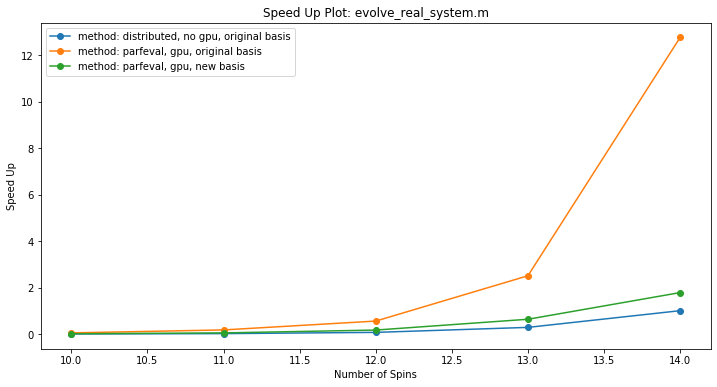 Speed Up Plot: evolve_real_system.m
method: distributed, no gpu, original basis
method: parfeval, gpu, original basis
method: parfeval, gpu, new basis
12
10
8
6
4
2
0
Speed Up
10.0 10.5 11.0 11.5 12.0 12.5 13.0 13.5 14.0
Number of Spins